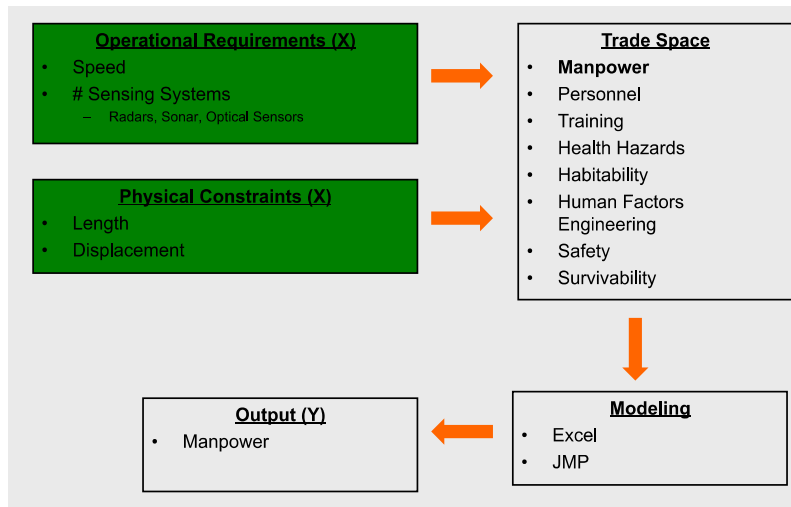 Operational Requirements (X)
• Speed
• # Sensing Systems
– Radars, Sonar, Optical Sensors
Physical Constraints (X)
• Length
• Displacement
Trade Space
• Manpower
• Personnel
• Training
• Health Hazards
• Habitability
• Human Factors
Engineering
• Safety
• Survivability
Modeling
• Excel
• JMP
Output (Y)
• Manpower